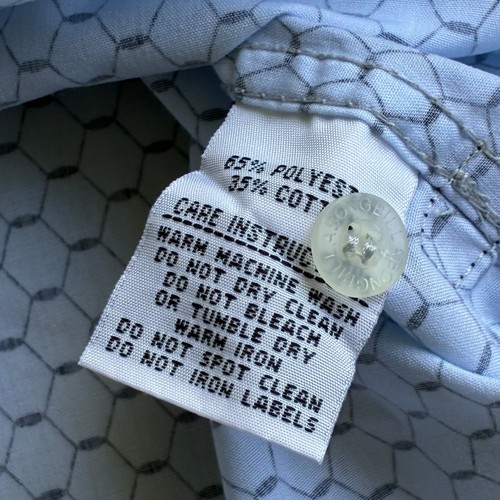 65% POLYEST
35% COTT
CARE INSTRUC
WARM MACHINE WASH
DO NOT DRY CLEAN
DO NOT BLEACH
OR TUMBLE DRY
WARM IRON
DO NOT SPOT CLEAN
DO NOT IRON LABELS